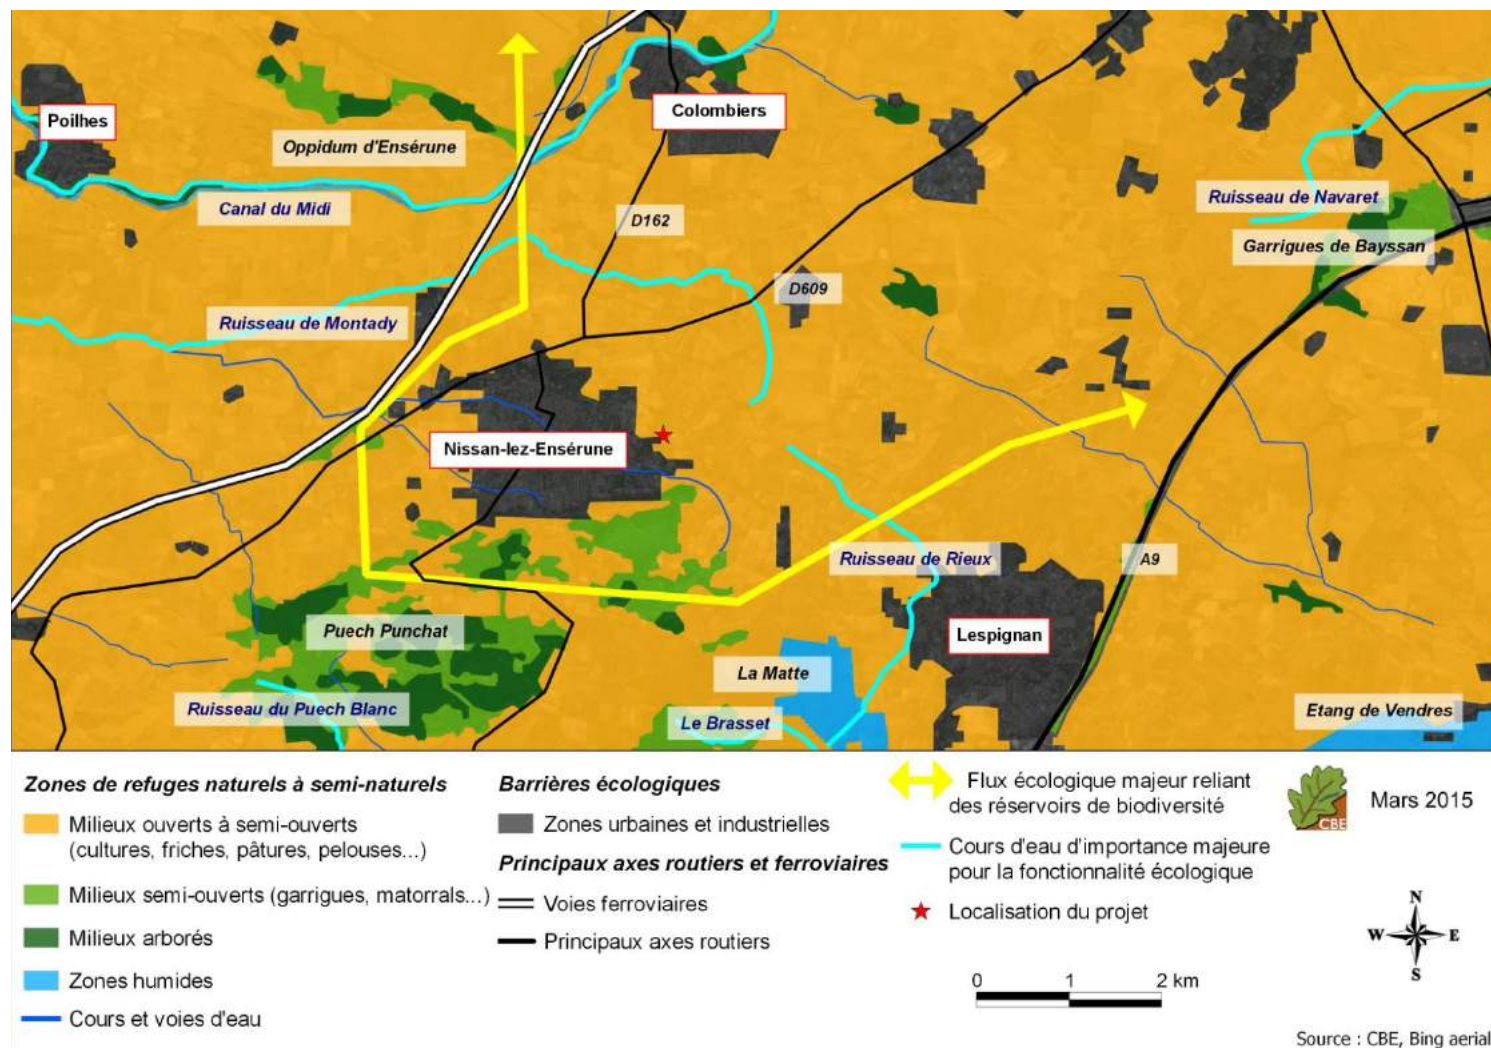 Poilhes
Colombiers
Oppidum d'Ensérune
Canal du Midi
D162
Ruisseau de Navaret
Garrigues de Bayssan
D609
Ruisseau de Montady
Nissan-lez-Ensérune
Ruisseau de Rieux
A9
Puech Punchat
Lespignan
La Matte
Ruisseau du Puech Blanc
Le Brasset
Etang de Vendres
Zones de refuges naturels à semi-naturels
Milieux ouverts à semi-ouverts
(cultures, friches, pâtures, pelouses...)
Milieux semi-ouverts (garrigues, matorrals...)
Milieux arborés
Zones humides
Cours et voies d'eau
Barrières écologiques
Zones urbaines et industrielles
Principaux axes routiers et ferroviaires
Voies ferroviaires
Principaux axes routiers
Flux écologique majeur reliant
des réservoirs de biodiversité
Cours d'eau d'importance majeure
pour la fonctionnalité écologique
Localisation du projet
0 1 2 km
CBE
Mars 2015
N
W E
S
Source : CBE, Bing aerial